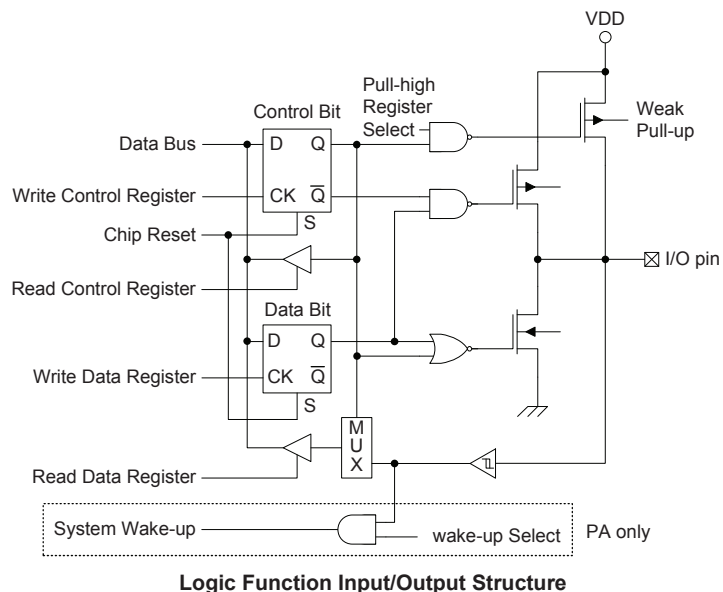 VDD
Pull-high
Register
Select
Weak
Pull-up
Control Bit
Data Bus
D
Q
Write Control Register
CK
Q
S
Chip Reset
I/O pin
Read Control Register
Data Bit
D
Q
Write Data Register
CK
Q
S
M
U
X
Read Data Register
System Wake-up
wake-up Select
PA only
Logic Function Input/Output Structure